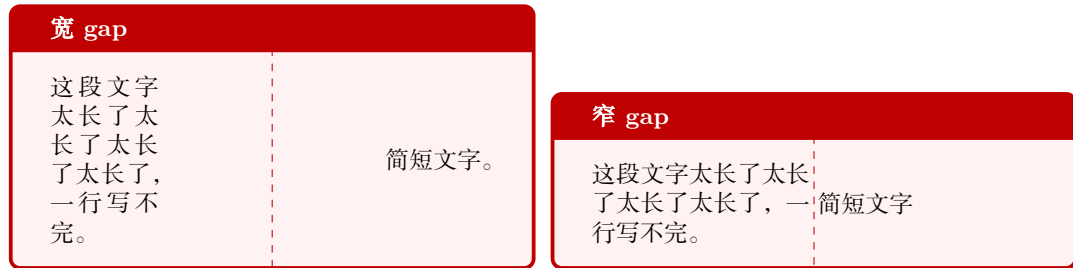 宽 gap
这段文字
太长了太
长了太长
了太长了，
一行写不
完。
简短文字。
窄 gap
这段文字太长了太长
了太长了太长了，一
行写不完。
简短文字